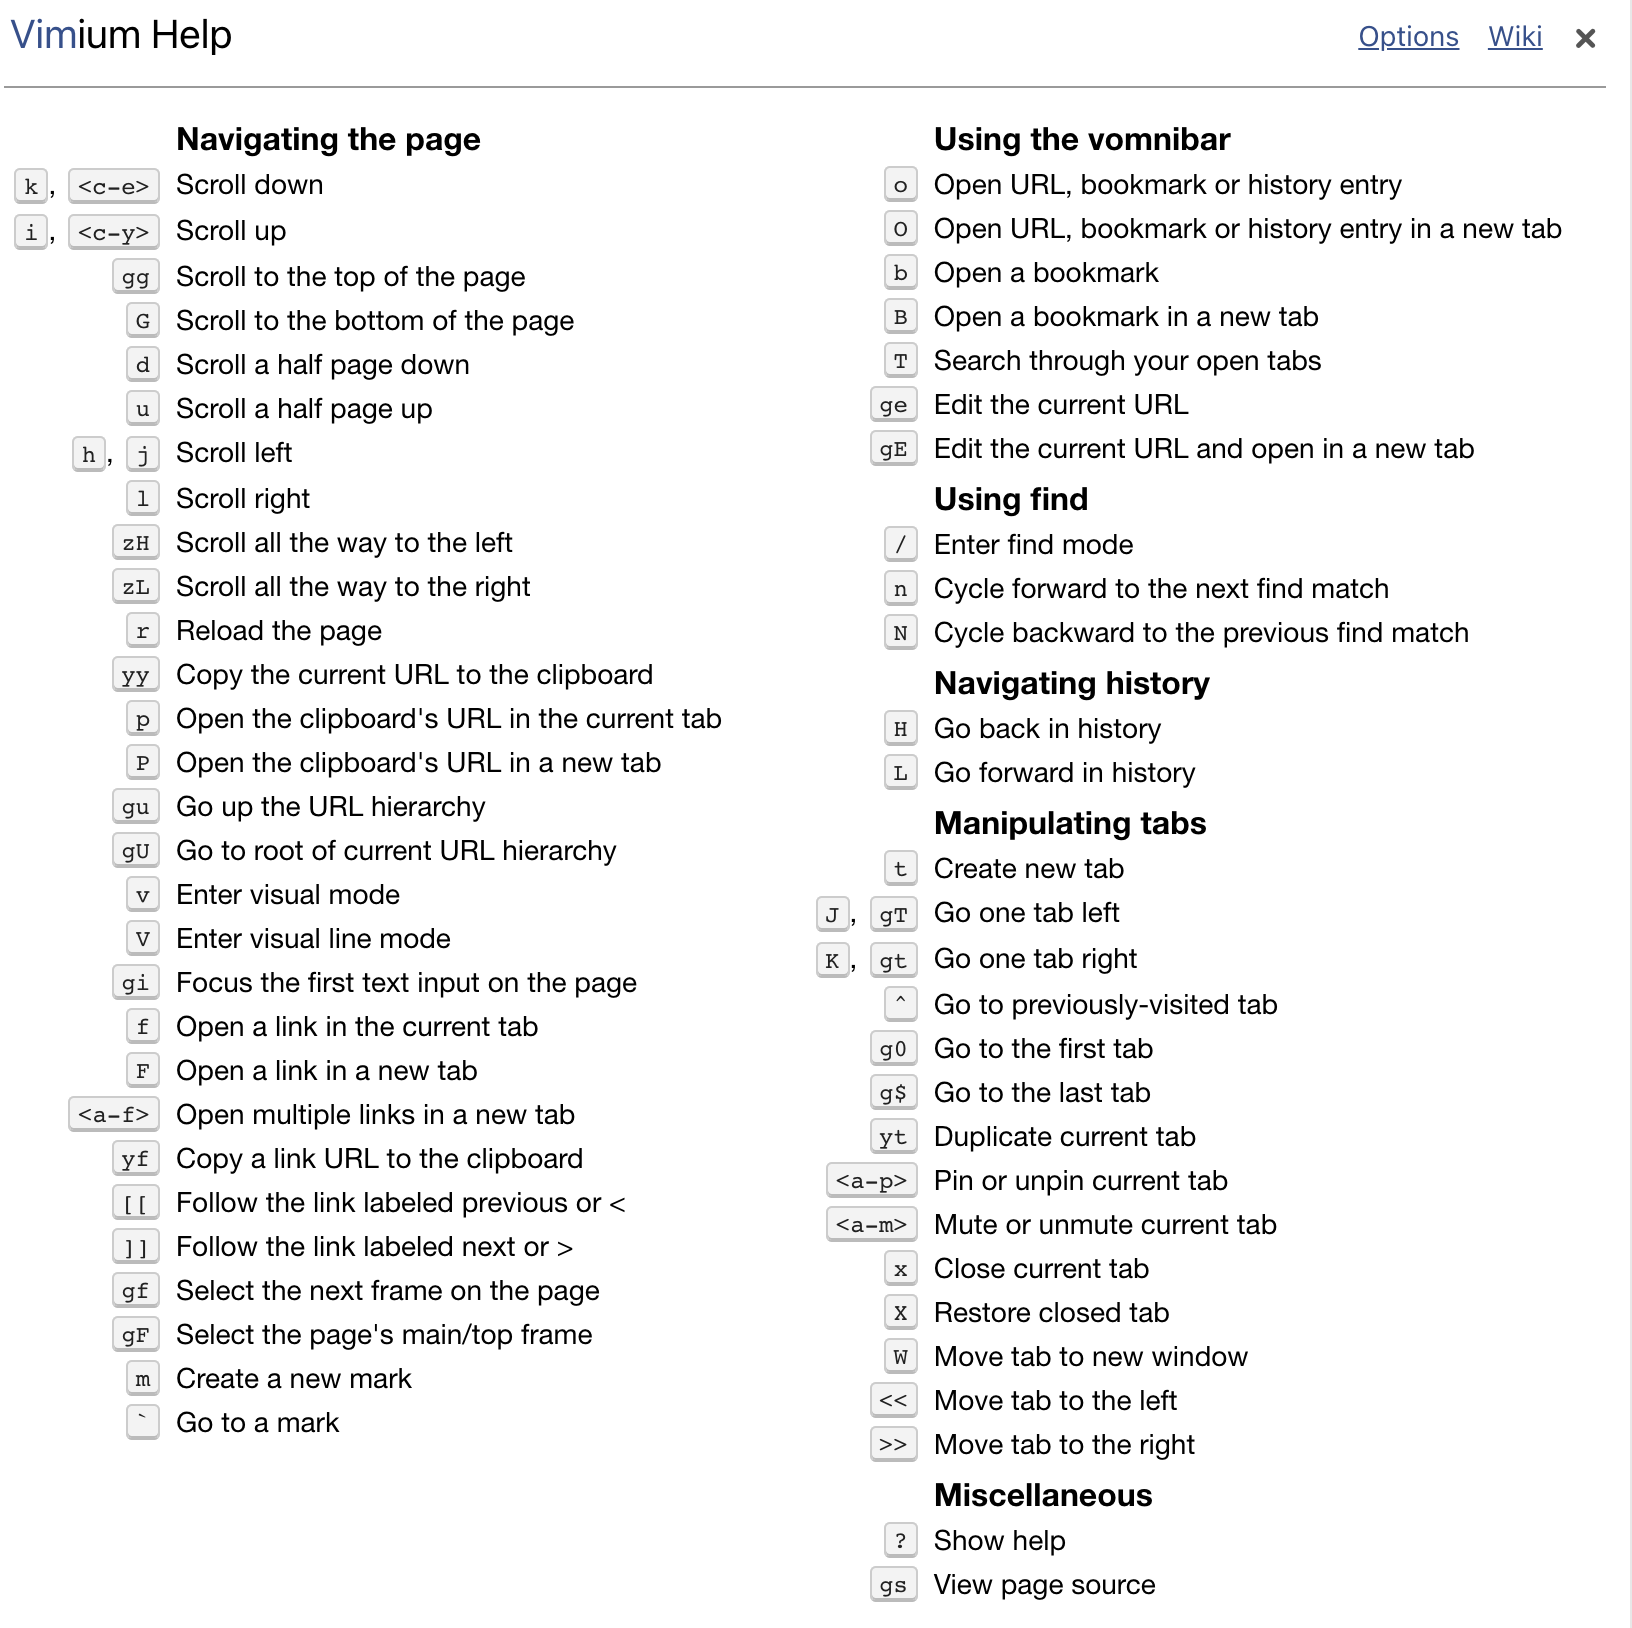 Vimium Help
Options Wiki ×
Navigating the page
k, <c-e> Scroll down
i, <c-y> Scroll up
gg Scroll to the top of the page
G Scroll to the bottom of the page
d Scroll a half page down
u Scroll a half page up
h, j Scroll left
l Scroll right
zH Scroll all the way to the left
zL Scroll all the way to the right
r Reload the page
yy Copy the current URL to the clipboard
p Open the clipboard's URL in the current tab
P Open the clipboard's URL in a new tab
gu Go up the URL hierarchy
gU Go to root of current URL hierarchy
v Enter visual mode
V Enter visual line mode
gi Focus the first text input on the page
f Open a link in the current tab
F Open a link in a new tab
<a-f> Open multiple links in a new tab
yf Copy a link URL to the clipboard
[[ Follow the link labeled previous or <
]] Follow the link labeled next or >
gf Select the next frame on the page
gF Select the page's main/top frame
m Create a new mark
` Go to a mark
Using the vomnibar
o Open URL, bookmark or history entry
O Open URL, bookmark or history entry in a new tab
b Open a bookmark
B Open a bookmark in a new tab
T Search through your open tabs
ge Edit the current URL
gE Edit the current URL and open in a new tab
Using find
/ Enter find mode
n Cycle forward to the next find match
N Cycle backward to the previous find match
Navigating history
H Go back in history
L Go forward in history
Manipulating tabs
t Create new tab
J, gT Go one tab left
K, gt Go one tab right
^ Go to previously-visited tab
g0 Go to the first tab
g$ Go to the last tab
yt Duplicate current tab
<a-p> Pin or unpin current tab
<a-m> Mute or unmute current tab
x Close current tab
X Restore closed tab
W Move tab to new window
<< Move tab to the left
>> Move tab to the right
Miscellaneous
? Show help
gs View page source